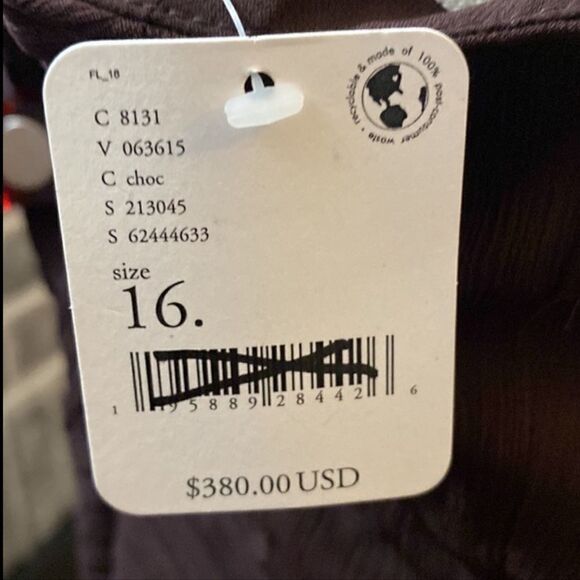 FL_18
recyclable & made of 100% post-consumer waste •
C 8131
V 063615
C choc
S 213045
S 62444633
size
16.
1 95889 28442 6
$380.00 USD